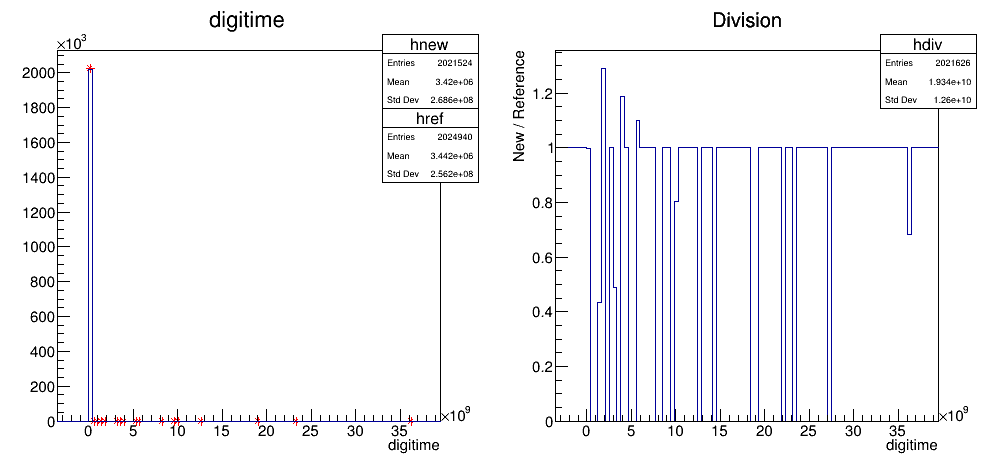 digitime
×10³
hnew
Entries 2021524
Mean 3.42e+06
Std Dev 2.686e+08
href
Entries 2024940
Mean 3.442e+06
Std Dev 2.562e+08
2000
1800
1600
1400
1200
1000
800
600
400
200
0
0 5 10 15 20 25 30 35
×10⁹
digitime
Division
hdiv
Entries 2021626
Mean 1.934e+10
Std Dev 1.26e+10
New / Reference
1.2
1
0.8
0.6
0.4
0.2
0
0 5 10 15 20 25 30 35
×10⁹
digitime